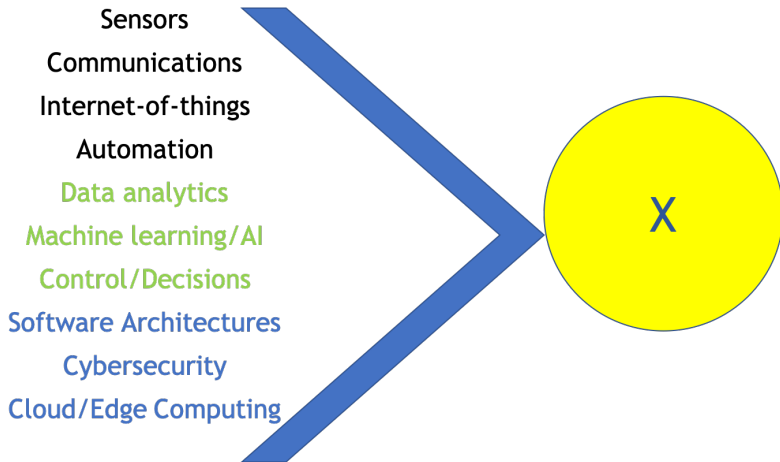 Sensors
Communications
Internet-of-things
Automation
Data analytics
Machine learning/AI
Control/Decisions
Software Architectures
Cybersecurity
Cloud/Edge Computing
X